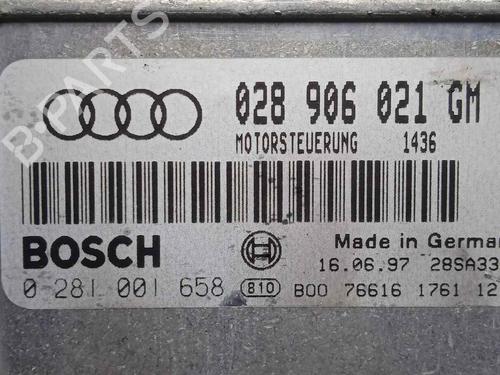 B-PARTS
028 906 021 GM
MOTORSTEUERUNG 1436
BOSCH
Made in German
16.06.97 28SA33
0 281 001 658 810 B00 76616 1761 12